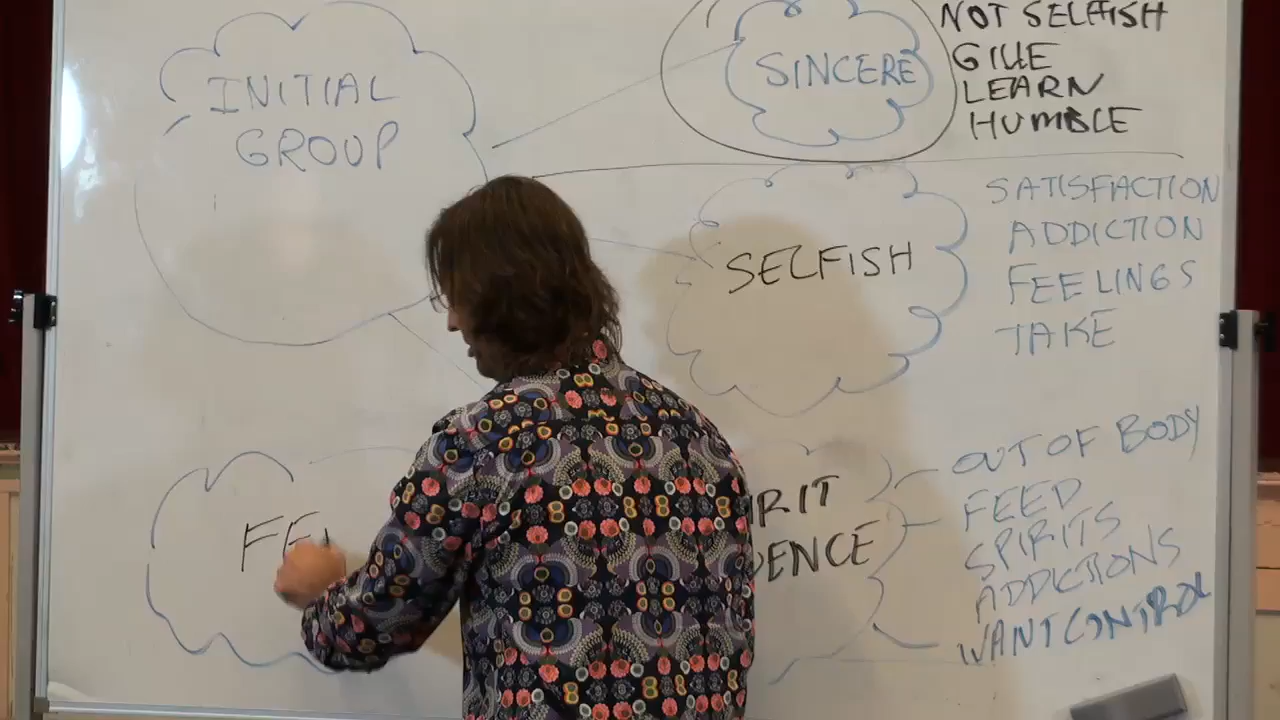 INITIAL
GROUP
SINCERE
NOT SELFISH
GIVE
LEARN
HUMBLE
SELFISH
SATISFACTION
ADDICTION
FEELINGS
TAKE
OUT OF BODY
FEED
SPIRITS
ADDICTIONS
WANT CONTROL